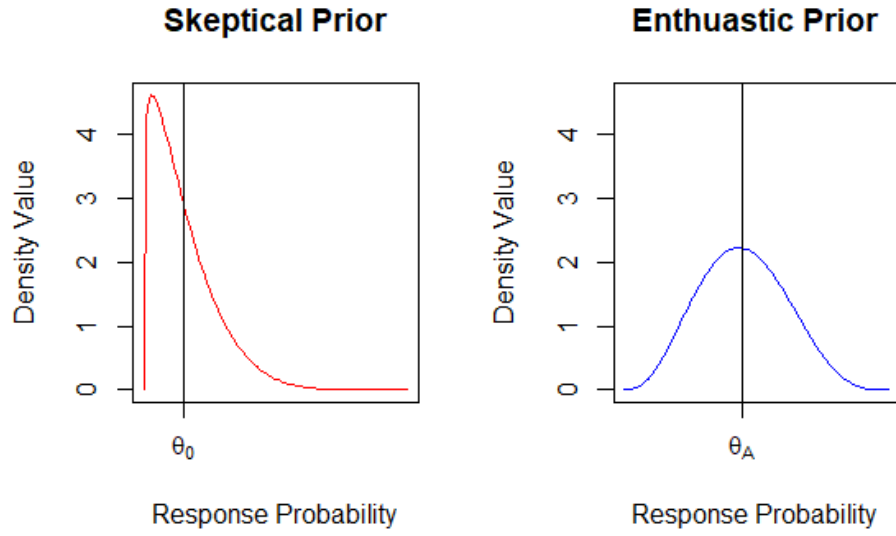 Skeptical Prior
Density Value
4
3
2
1
0
θ0
Response Probability
Enthuastic Prior
Density Value
4
3
2
1
0
θA
Response Probability